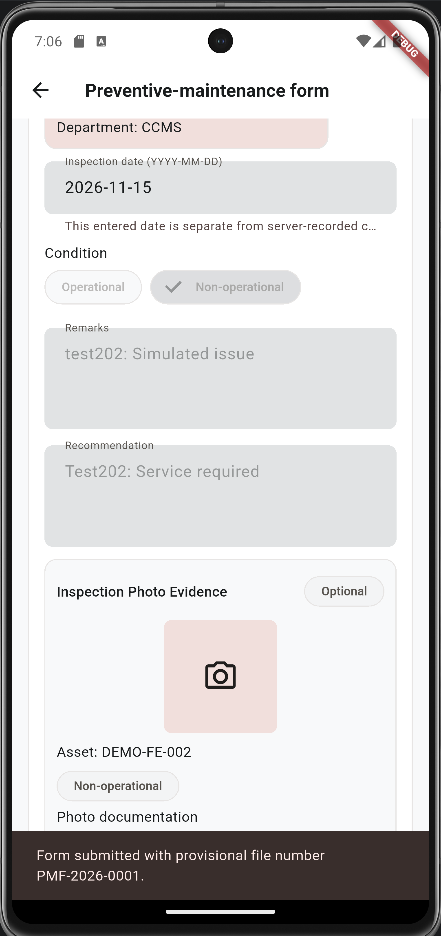 7:06
DEBUG
Preventive-maintenance form
Department: CCMS
Inspection date (YYYY-MM-DD)
2026-11-15
This entered date is separate from server-recorded c...
Condition
Operational
Non-operational
Remarks
test202: Simulated issue
Recommendation
Test202: Service required
Inspection Photo Evidence
Optional
Asset: DEMO-FE-002
Non-operational
Photo documentation
Form submitted with provisional file number
PMF-2026-0001.